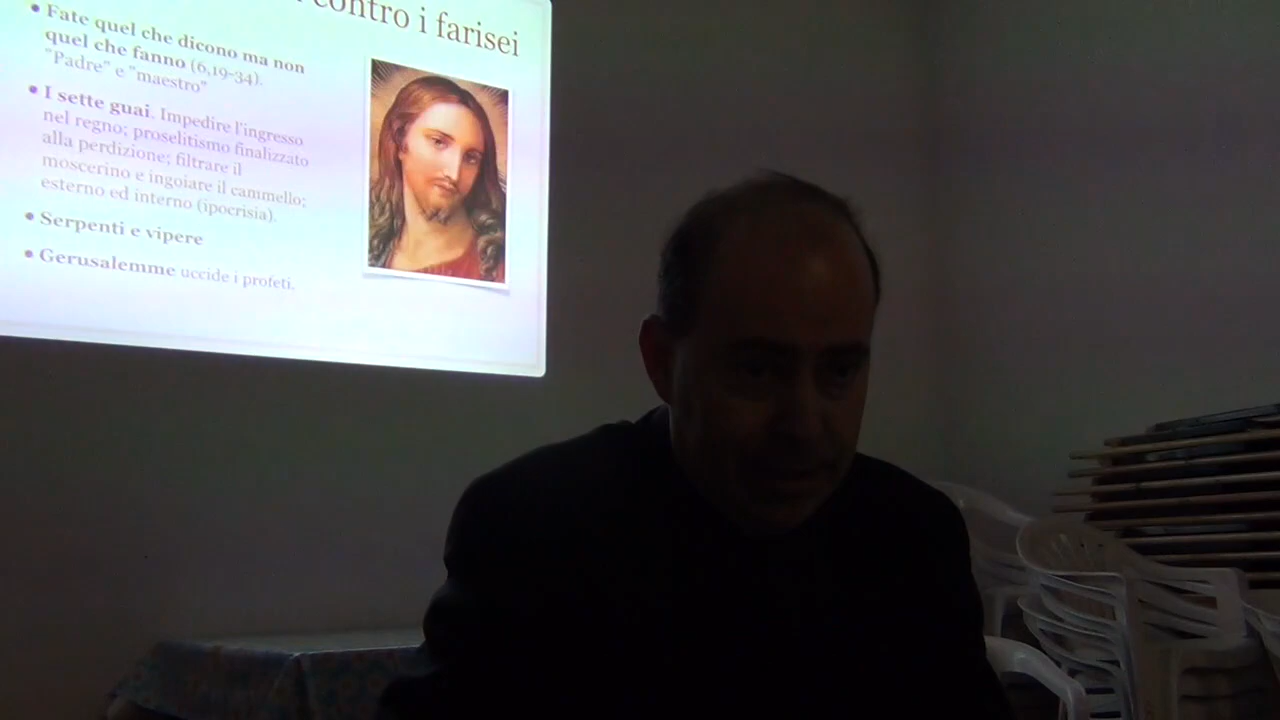 contro i farisei
• Fate quel che dicono ma non
quel che fanno (6,19-34).
"Padre" e "maestro"
• I sette guai. Impedire l'ingresso
nel regno; proselitismo finalizzato
alla perdizione; filtrare il
moscerino e ingoiare il cammello;
esterno ed interno (ipocrisia).
• Serpenti e vipere
• Gerusalemme uccide i profeti.